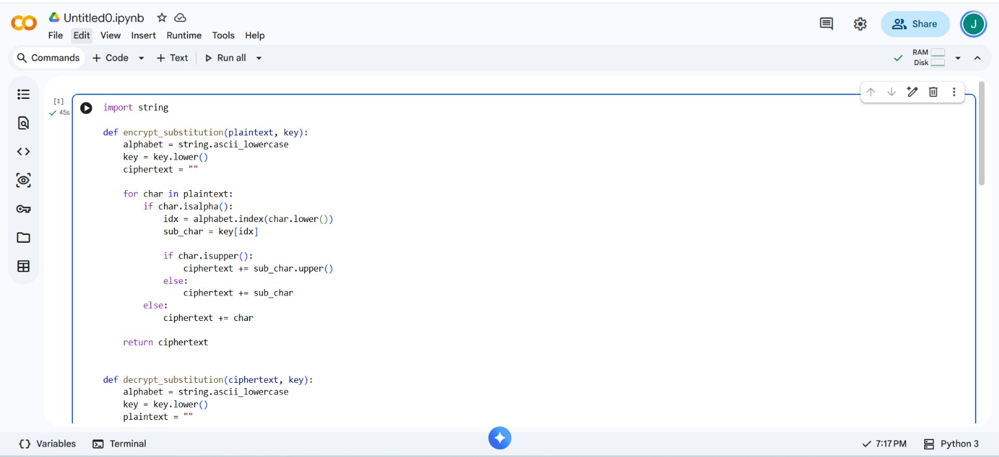 Untitled0.ipynb
File Edit View Insert Runtime Tools Help
Share
J
Commands + Code + Text Run all
RAM
Disk
[1]
45s
import string
def encrypt_substitution(plaintext, key):
    alphabet = string.ascii_lowercase
    key = key.lower()
    ciphertext = ""
    for char in plaintext:
        if char.isalpha():
            idx = alphabet.index(char.lower())
            sub_char = key[idx]
            if char.isupper():
                ciphertext += sub_char.upper()
            else:
                ciphertext += sub_char
        else:
            ciphertext += char
    return ciphertext
def decrypt_substitution(ciphertext, key):
    alphabet = string.ascii_lowercase
    key = key.lower()
    plaintext = ""
{} Variables Terminal
7:17 PM Python 3